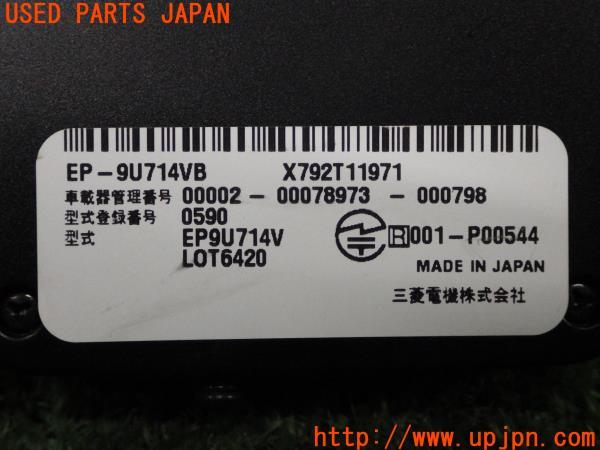 USED PARTS JAPAN
EP-9U714VB X792T11971
車載器管理番号 00002-00078973-000798
型式登録番号 0590
型式 EP9U714V
LOT6420
R 001-P00544
MADE IN JAPAN
三菱電機株式会社
UPJ
http://www.upjpn.com